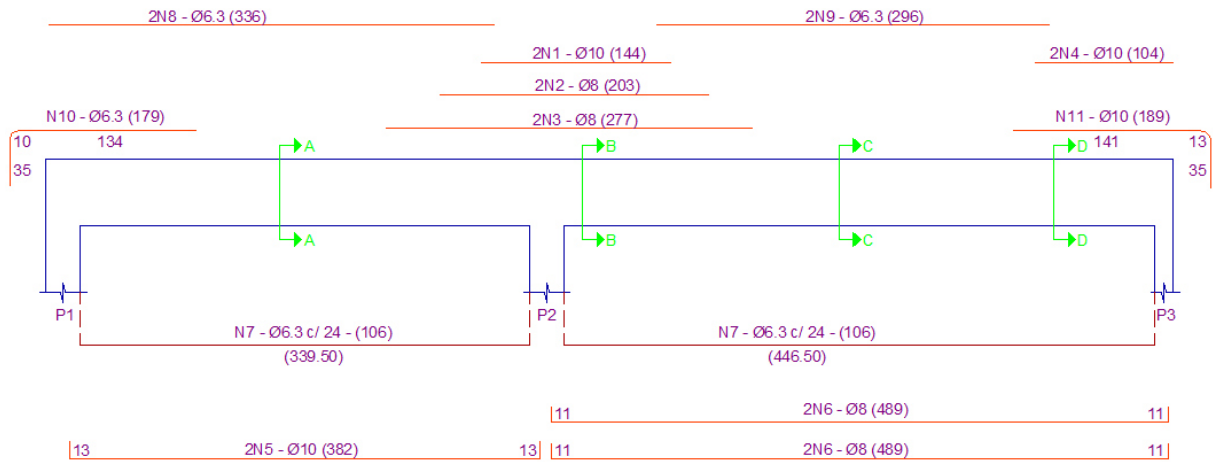 2N8 - Ø6.3 (336)
2N9 - Ø6.3 (296)
2N1 - Ø10 (144)
2N4 - Ø10 (104)
2N2 - Ø8 (203)
N10 - Ø6.3 (179)
2N3 - Ø8 (277)
N11 - Ø10 (189)
10
134
A
B
C
D
141
13
35
35
A
B
C
D
P1
P2
P3
N7 - Ø6.3 c/ 24 - (106)
N7 - Ø6.3 c/ 24 - (106)
(339.50)
(446.50)
11
2N6 - Ø8 (489)
11
13
2N5 - Ø10 (382)
13
11
2N6 - Ø8 (489)
11